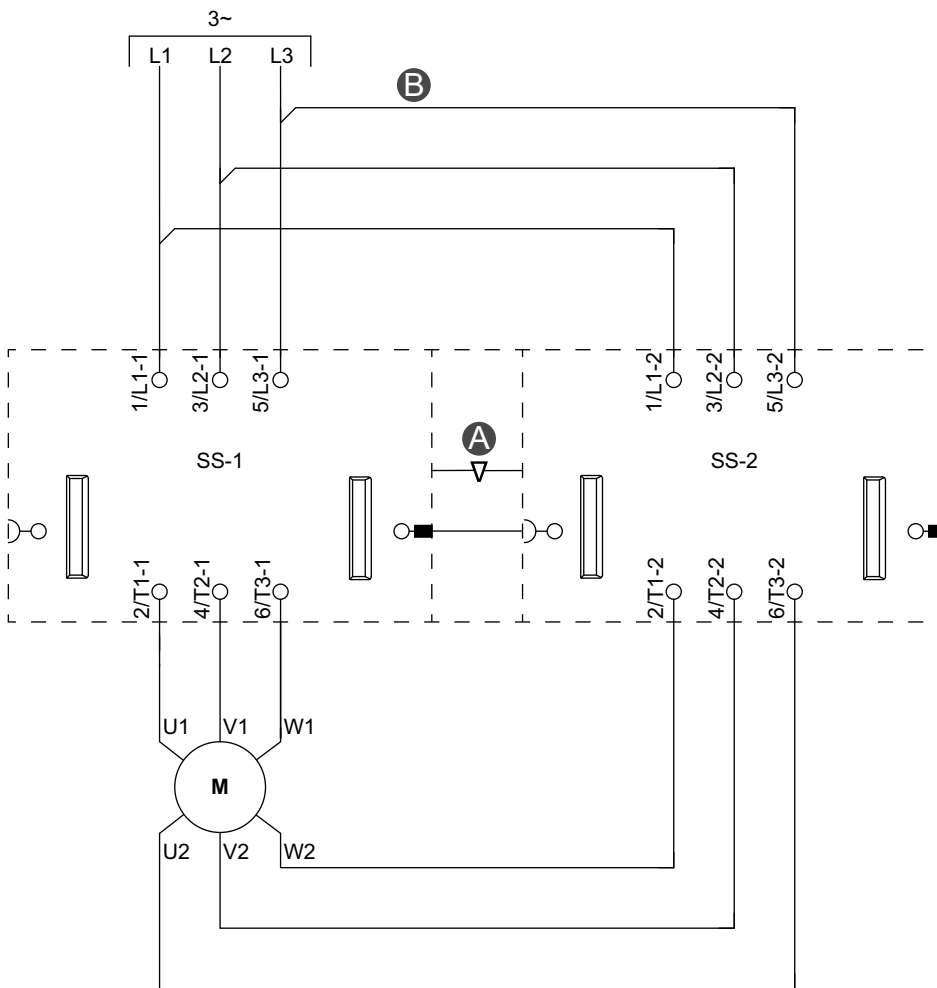 3~
L1 L2 L3
B
1/L1-1 3/L2-1 5/L3-1 1/L1-2 3/L2-2 5/L3-2
A
SS-1 SS-2
2/T1-1 4/T2-1 6/T3-1 2/T1-2 4/T2-2 6/T3-2
U1 V1 W1
M
U2 V2 W2